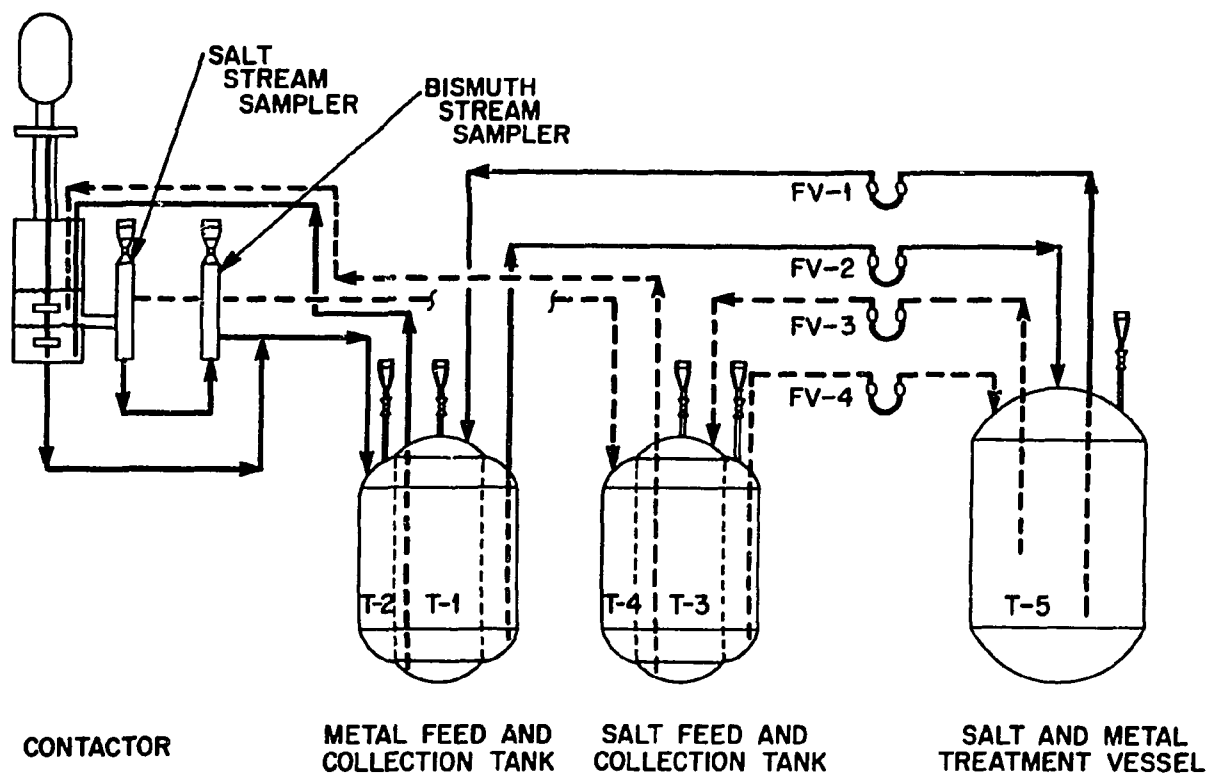 SALT
STREAM
SAMPLER
BISMUTH
STREAM
SAMPLER
FV-1
FV-2
FV-3
FV-4
T-2
T-1
T-4
T-3
T-5
CONTACTOR
METAL FEED AND
COLLECTION TANK
SALT FEED AND
COLLECTION TANK
SALT AND METAL
TREATMENT VESSEL